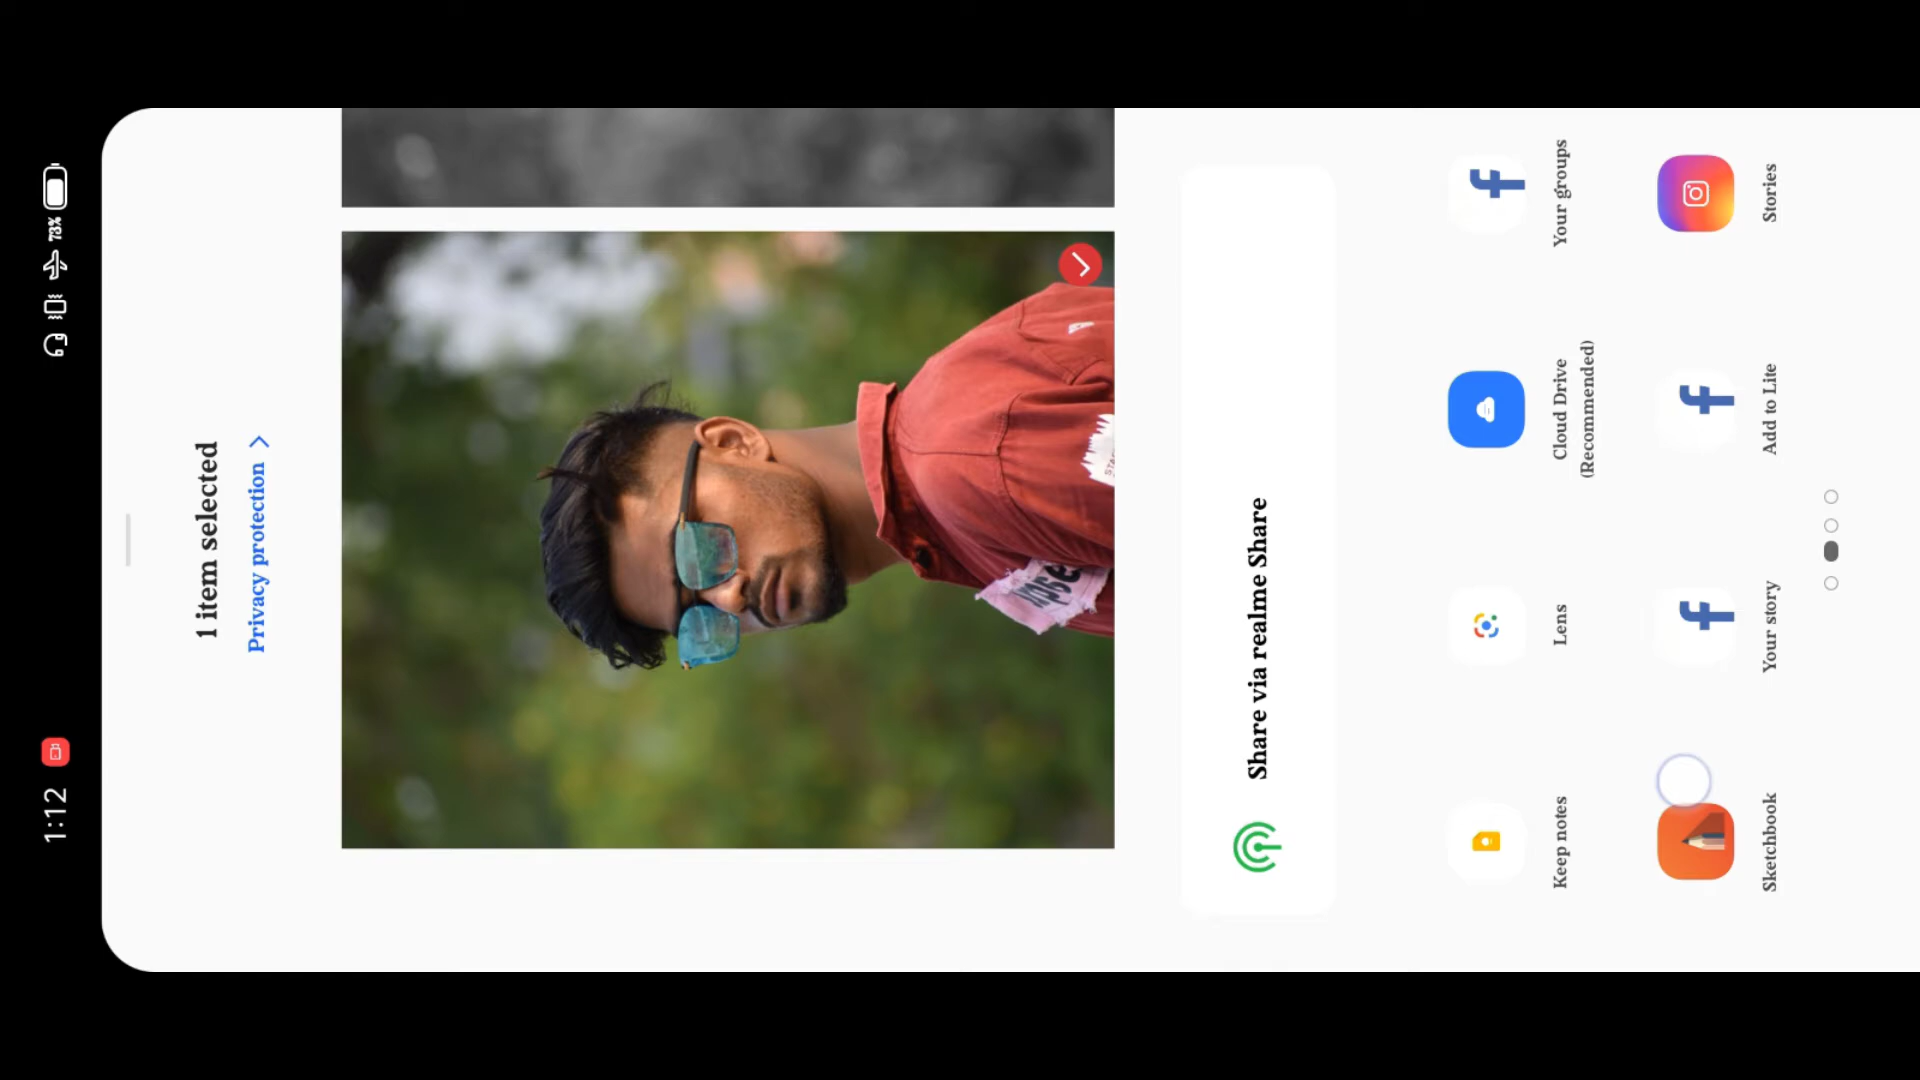 1:12
73%
1 item selected
Privacy protection
Share via realme Share
Keep notes
Lens
Cloud Drive
(Recommended)
Your groups
Sketchbook
Your story
Add to Lite
Stories